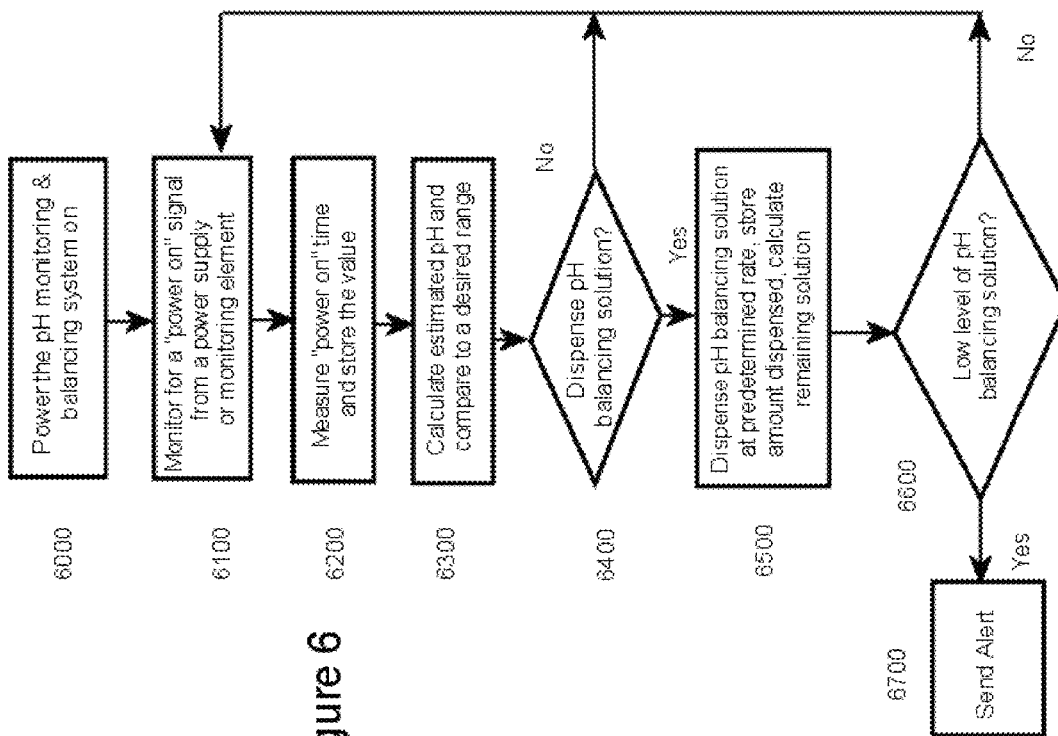 6000
Power the pH monitoring &
balancing system on
6100
Monitor for a "power on" signal
from a power supply
or monitoring element
6200
Measure "power on" time
and store the value
6300
Calculate estimated pH and
compare to a desired range
6400
Dispense pH
balancing solution?
No
Yes
6500
Dispense pH balancing solution
at predetermined rate, store
amount dispensed, calculate
remaining solution
6600
Low level of pH
balancing solution?
No
Yes
6700
Send Alert
gure 6